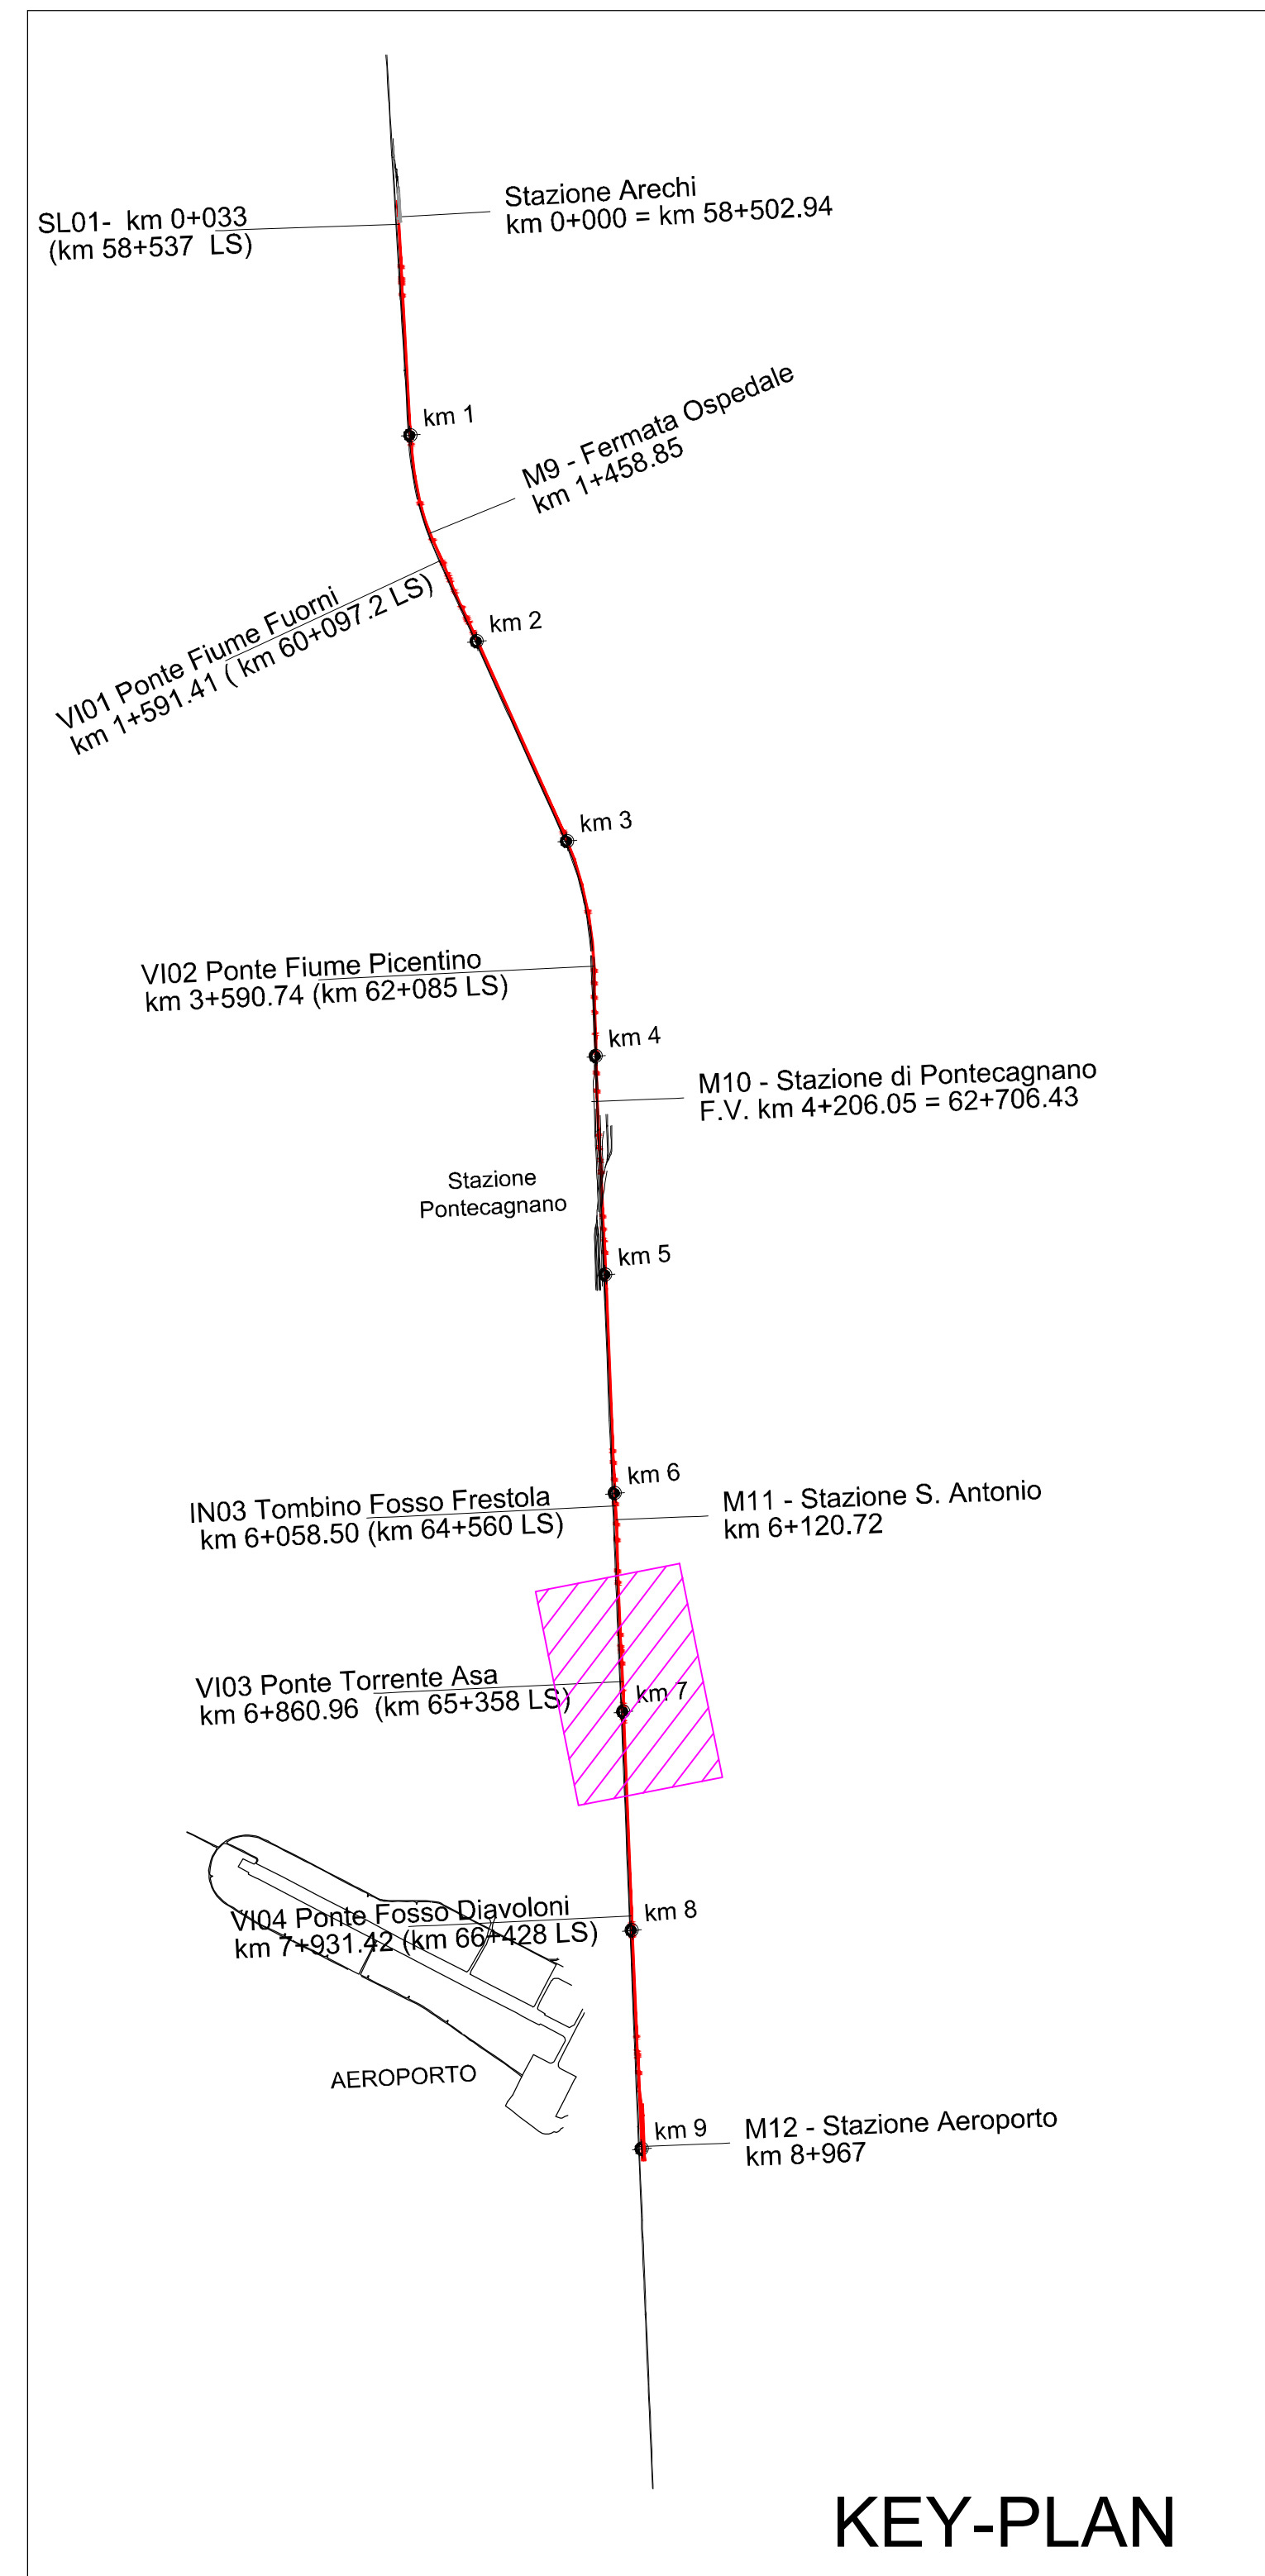 Stazione Arechi
km 0+000 = km 58+502.94
SL01-  km 0+033
(km 58+537  LS)
km 1
M9 - Fermata Ospedale
km 1+458.85
VI01 Ponte Fiume Fuorni
km 1+591.41 ( km 60+097.2 LS)
km 2
km 3
VI02 Ponte Fiume Picentino
km 3+590.74 (km 62+085 LS)
km 4
M10 - Stazione di Pontecagnano
F.V. km 4+206.05 = 62+706.43
Stazione
Pontecagnano
km 5
km 6
IN03 Tombino Fosso Frestola
km 6+058.50 (km 64+560 LS)
M11 - Stazione S. Antonio
km 6+120.72
VI03 Ponte Torrente Asa
km 6+860.96  (km 65+358 LS)
km 7
VI04 Ponte Fosso Diavoloni
km 7+931.42 (km 66+428 LS)
km 8
AEROPORTO
km 9
M12 - Stazione Aeroporto
km 8+967
KEY-PLAN